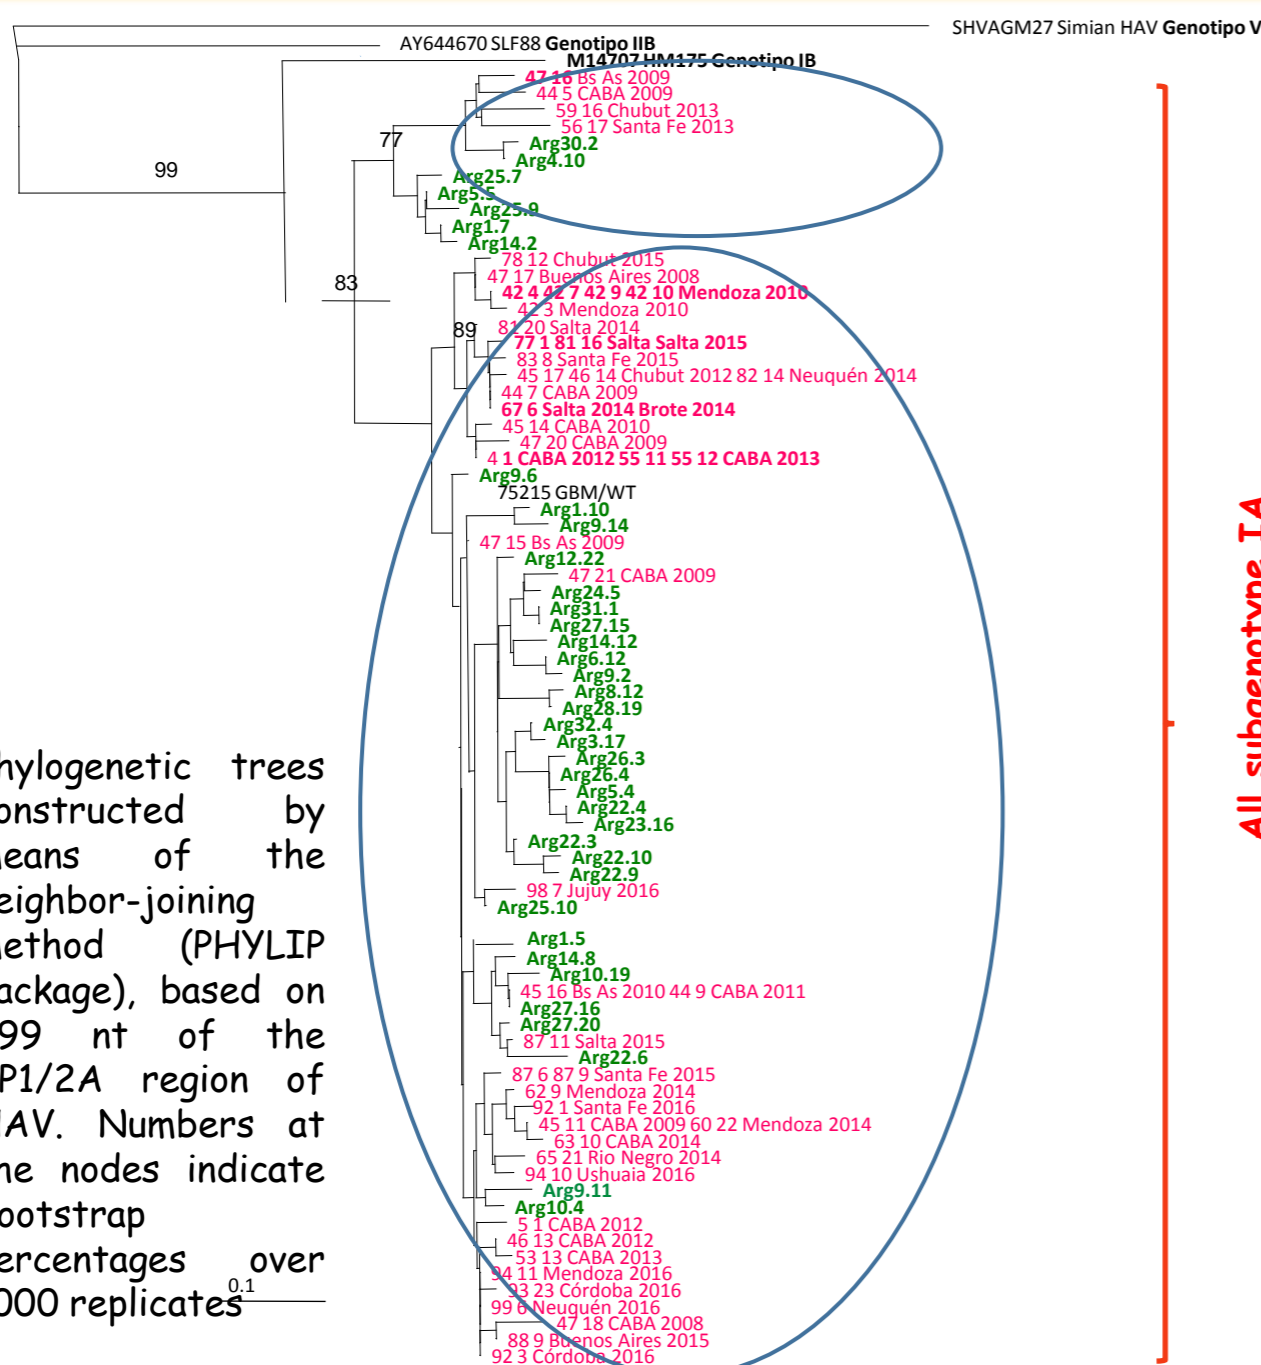 SHVAGM27 Simian HAV Genotipo V
AY644670 SLF88 Genotipo IIB
M14707 HM175 Genotipo IB
47 16 Bs As 2009
44 5 CABA 2009
59 16 Chubut 2013
56 17 Santa Fe 2013
77
Arg30.2
Arg4.10
99
Arg25.7
Arg5.5
Arg25.9
Arg1.7
Arg14.2
78 12 Chubut 2015
47 17 Buenos Aires 2008
83
42 4 42 7 42 9 42 10 Mendoza 2010
42 3 Mendoza 2010
89
81 20 Salta 2014
77 1 81 16 Salta Salta 2015
83 8 Santa Fe 2015
45 17 46 14 Chubut 2012 82 14 Neuquén 2014
44 7 CABA 2009
67 6 Salta 2014 Brote 2014
45 14 CABA 2010
47 20 CABA 2009
4 1 CABA 2012 55 11 55 12 CABA 2013
Arg9.6
75215 GBM/WT
Arg1.10
Arg9.14
47 15 Bs As 2009
Arg12.22
47 21 CABA 2009
Arg24.5
Arg31.1
Arg27.15
Arg14.12
Arg6.12
Arg9.2
Arg8.12
Arg28.19
Arg32.4
Arg3.17
Arg26.3
Arg26.4
Arg5.4
Arg22.4
Arg23.16
Arg22.3
Arg22.10
Arg22.9
98 7 Jujuy 2016
Arg25.10
Arg1.5
Arg14.8
Arg10.19
45 16 Bs As 2010 44 9 CABA 2011
Arg27.16
Arg27.20
87 11 Salta 2015
Arg22.6
87 6 87 9 Santa Fe 2015
62 9 Mendoza 2014
92 1 Santa Fe 2016
45 11 CABA 2009 60 22 Mendoza 2014
63 10 CABA 2014
65 21 Rio Negro 2014
94 10 Ushuaia 2016
Arg9.11
Arg10.4
5 1 CABA 2012
46 13 CABA 2012
53 13 CABA 2013
94 11 Mendoza 2016
93 23 Córdoba 2016
99 6 Neuquén 2016
47 18 CABA 2008
88 9 Buenos Aires 2015
92 3 Córdoba 2016
All subgenotype IA
hylogenetic trees
onstructed by
eans of the
eighbor-joining
ethod (PHYLIP
ackage), based on
99 nt of the
P1/2A region of
HAV. Numbers at
he nodes indicate
ootstrap
ercentages over
000 replicates
0.1